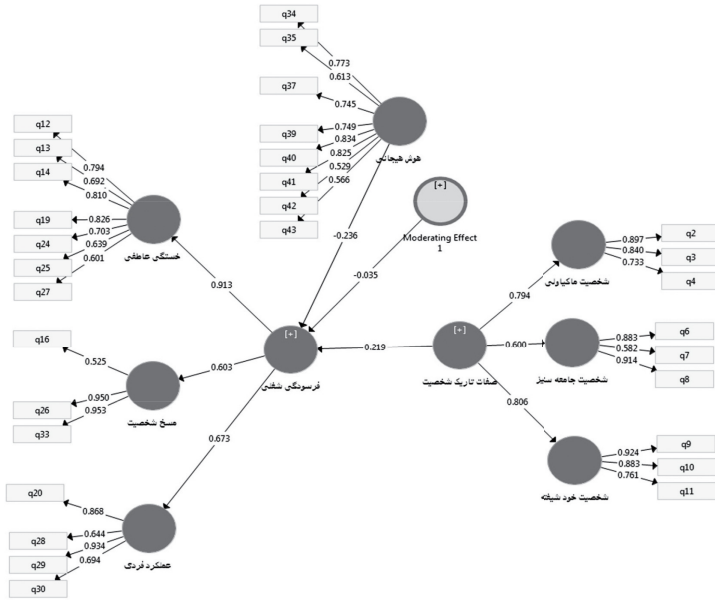 q34
q35
0.773
0.613
q37
0.745
q39
0.749
0.834
q40
0.825
q41
0.529
q42
0.566
q43
هوش هیجانی
q12
q13
q14
0.794
0.692
0.810
q19
0.826
q24
0.703
q25
0.639
q27
0.601
خستگی عاطفی
[+]
Moderating Effect
1
-0.236
-0.035
0.913
q2
0.897
q3
0.840
q4
0.733
شخصیت ماکیاولی
0.794
q16
0.525
q26
0.950
q33
0.953
مسخ شخصیت
0.603
[+]
فرسودگی شغلی
0.219
[+]
صفات تاریک شخصیت
0.600
q6
0.883
q7
0.582
q8
0.914
شخصیت جامعه ستیز
0.806
q9
0.924
q10
0.883
q11
0.761
شخصیت خود شیفته
0.673
q20
0.868
q28
0.644
q29
0.934
q30
0.694
عملکرد فردی